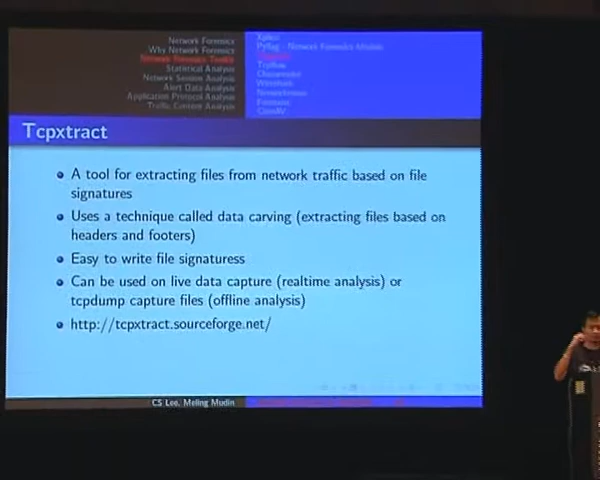 Network Forensics
Why Network Forensics
Network Forensics Toolkit
Statistical Analysis
Network Session Analysis
Alert Data Analysis
Application Protocol Analysis
Traffic Content Analysis
Xplico
Pyflag - Network Forensics Module
Chaosreader
Wireshark
Networkminer
Foremost
ClamAV
Tcpxtract
A tool for extracting files from network traffic based on file
signatures
Uses a technique called data carving (extracting files based on
headers and footers)
Easy to write file signaturess
Can be used on live data capture (realtime analysis) or
tcpdump capture files (offline analysis)
http://tcpxtract.sourceforge.net/
CS Lee, Meling Mudin